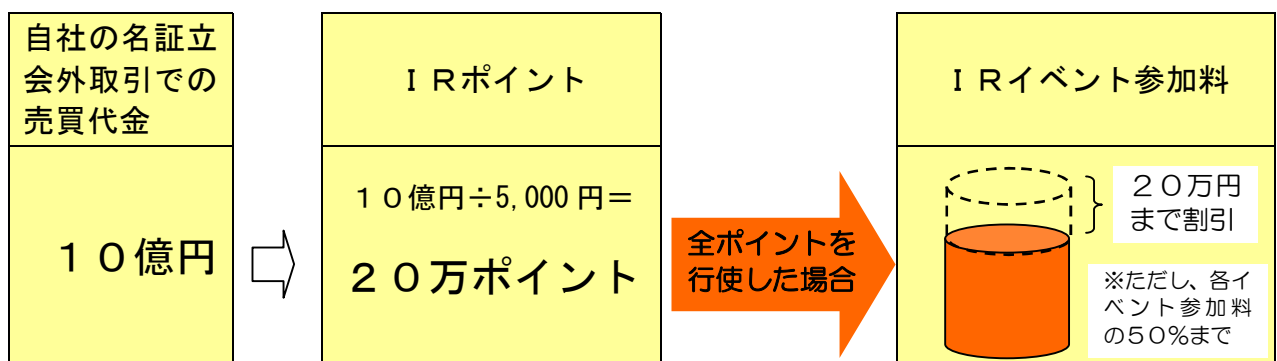 自社の名証立
会外取引での
売買代金
１０億円
ＩＲポイント
１０億円÷5,000円＝
２０万ポイント
全ポイントを
行使した場合
ＩＲイベント参加料
２０万円
まで割引
※ただし、各イ
ベント参加料
の５０％まで